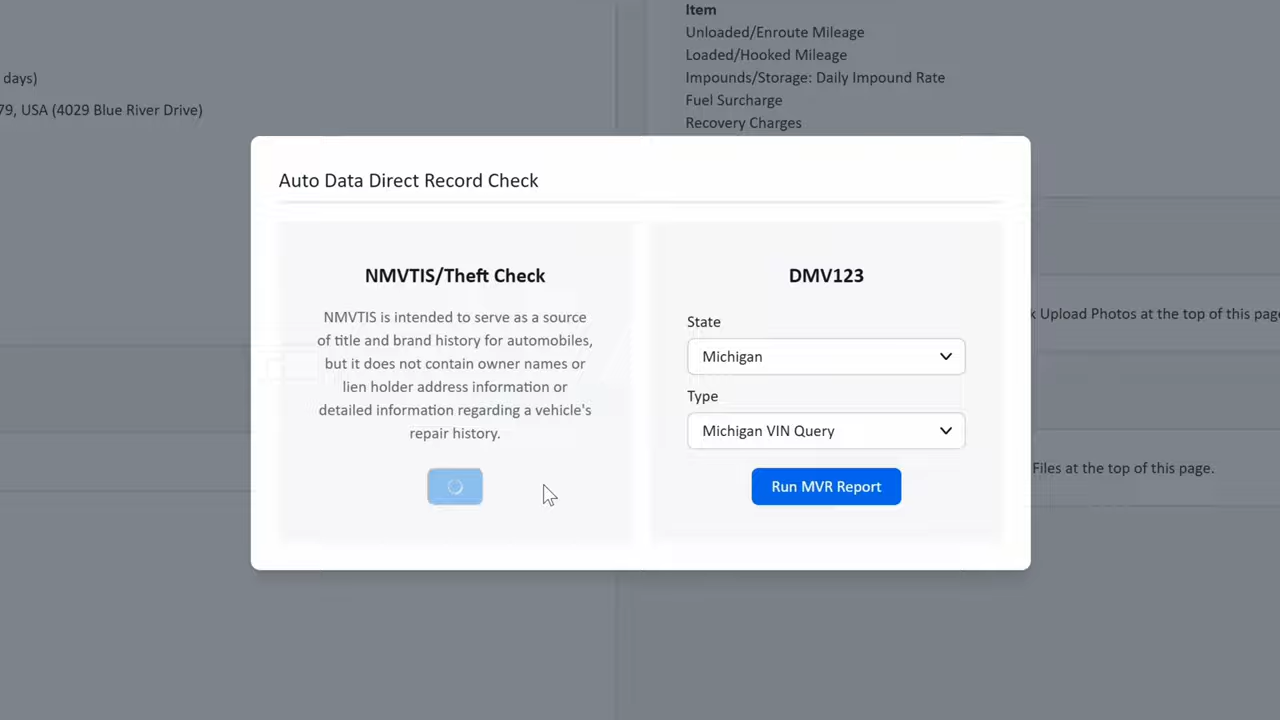 Item
Unloaded/Enroute Mileage
Loaded/Hooked Mileage
days)
Impounds/Storage: Daily Impound Rate
Fuel Surcharge
79, USA (4029 Blue River Drive)
Recovery Charges
Auto Data Direct Record Check
NMVTIS/Theft Check
NMVTIS is intended to serve as a source
of title and brand history for automobiles,
but it does not contain owner names or
lien holder address information or
detailed information regarding a vehicle's
repair history.
DMV123
State
Michigan
Type
Michigan VIN Query
Run MVR Report
Upload Photos at the top of this page
Files at the top of this page.